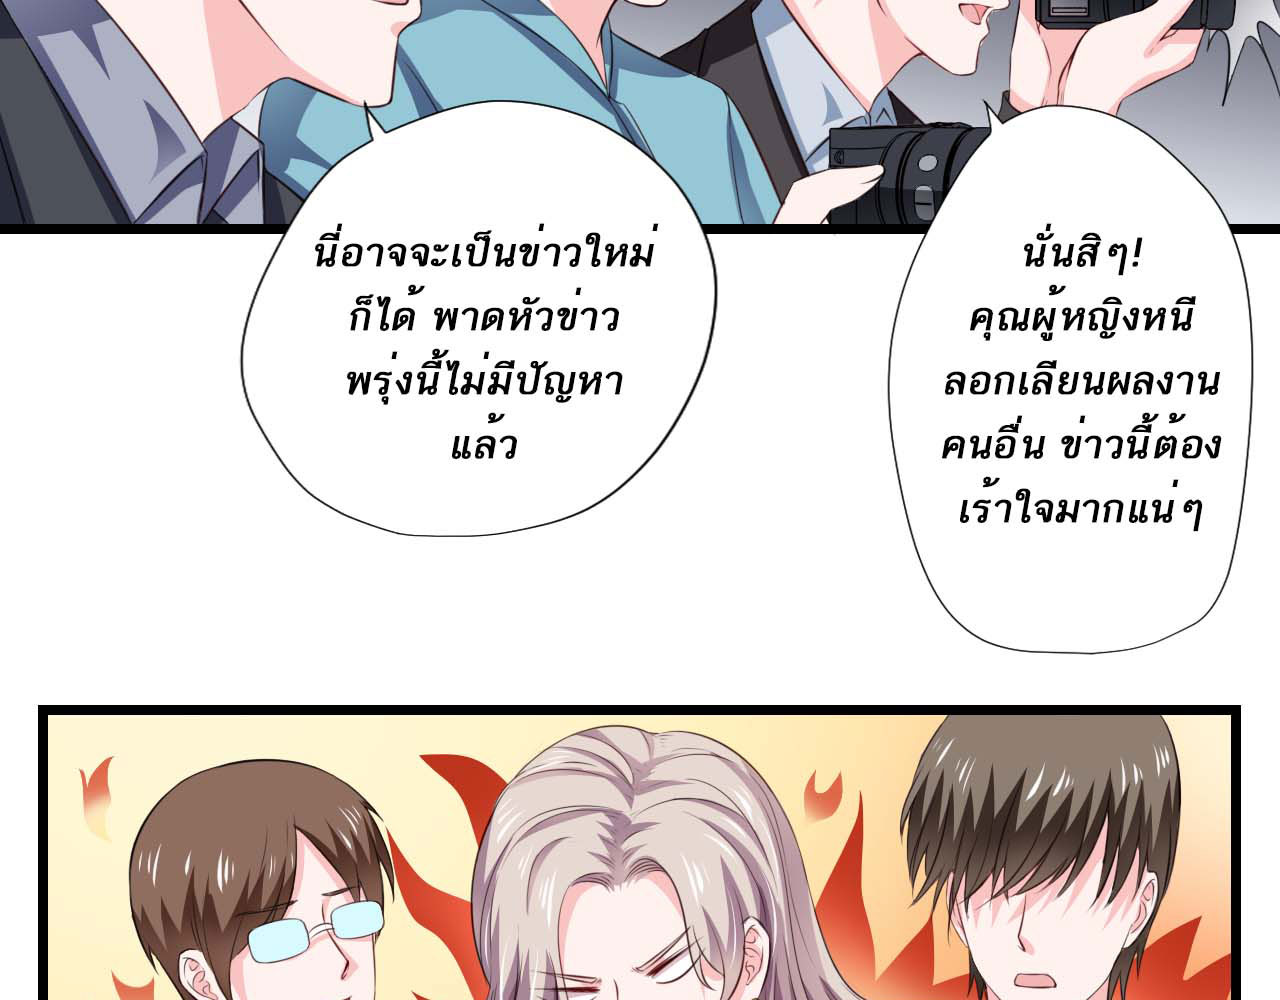 นี่อาจจะเป็นข่าวใหม่
ก็ได้ พาดหัวข่าว
พรุ่งนี้ไม่มีปัญหา
แล้ว
นั่นสิๆ!
คุณผู้หญิงหนี
ลอกเลียนผลงาน
คนอื่น ข่าวนี้ต้อง
เร้าใจมากแน่ๆ